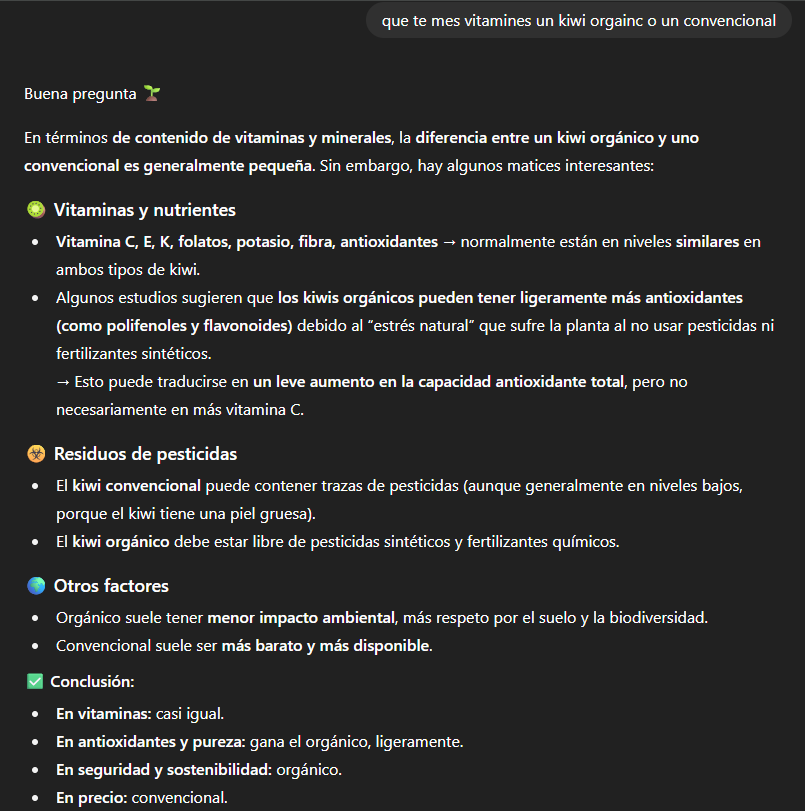 que te mes vitamines un kiwi orgainc o un convencional
Buena pregunta 🌱
En términos de contenido de vitaminas y minerales, la diferencia entre un kiwi orgánico y uno
convencional es generalmente pequeña. Sin embargo, hay algunos matices interesantes:
🥝 Vitaminas y nutrientes
• Vitamina C, E, K, folatos, potasio, fibra, antioxidantes → normalmente están en niveles similares en
ambos tipos de kiwi.
• Algunos estudios sugieren que los kiwis orgánicos pueden tener ligeramente más antioxidantes
(como polifenoles y flavonoides) debido al “estrés natural” que sufre la planta al no usar pesticidas ni
fertilizantes sintéticos.
→ Esto puede traducirse en un leve aumento en la capacidad antioxidante total, pero no
necesariamente en más vitamina C.
☣️ Residuos de pesticidas
• El kiwi convencional puede contener trazas de pesticidas (aunque generalmente en niveles bajos,
porque el kiwi tiene una piel gruesa).
• El kiwi orgánico debe estar libre de pesticidas sintéticos y fertilizantes químicos.
🌍 Otros factores
• Orgánico suele tener menor impacto ambiental, más respeto por el suelo y la biodiversidad.
• Convencional suele ser más barato y más disponible.
✅ Conclusión:
• En vitaminas: casi igual.
• En antioxidantes y pureza: gana el orgánico, ligeramente.
• En seguridad y sostenibilidad: orgánico.
• En precio: convencional.